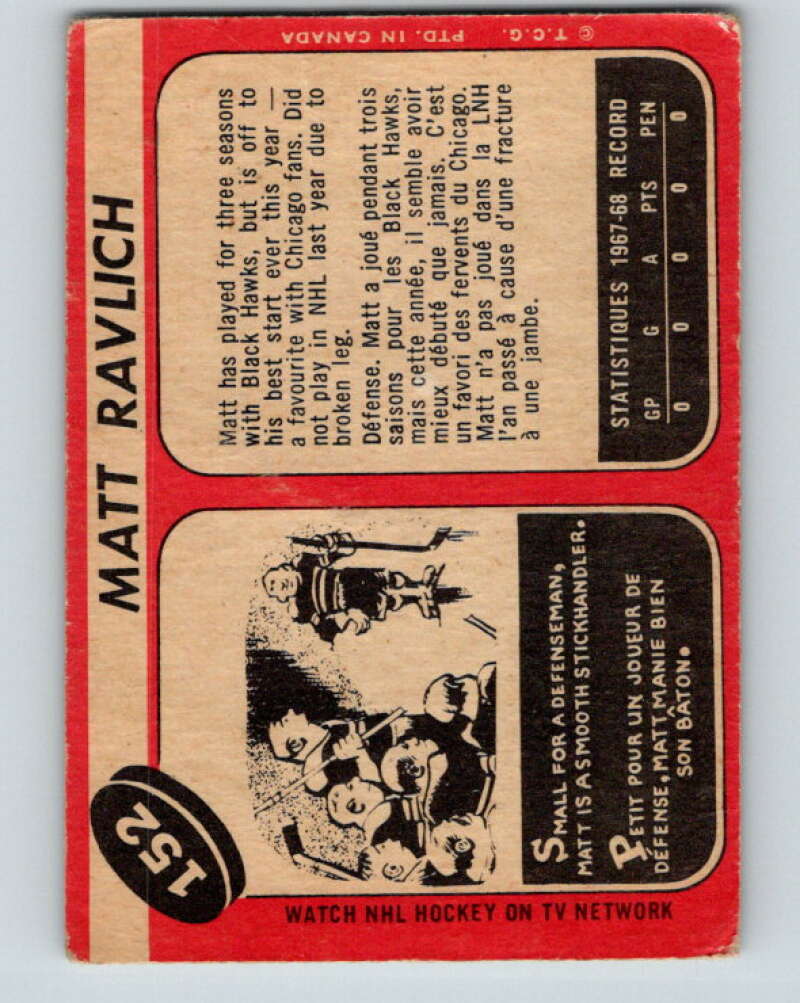 152
MATT RAVLICH
SMALL FOR A DEFENSEMAN,
MATT IS A SMOOTH STICKHANDLER.
PETIT POUR UN JOUEUR DE
DÉFENSE, MATT MANIE BIEN
SON BÂTON.
Matt has played for three seasons
with Black Hawks, but is off to
his best start ever this year —
a favourite with Chicago fans. Did
not play in NHL last year due to
broken leg.
Défense. Matt a joué pendant trois
saisons pour les Black Hawks,
mais cette année, il semble avoir
mieux débuté que jamais. C'est
un favori des fervents du Chicago.
Matt n'a pas joué dans la LNH
l'an passé à cause d'une fracture
à une jambe.
STATISTIQUES 1967-68 RECORD
GP G A PTS PEN
0 0 0 0 0
WATCH NHL HOCKEY ON TV NETWORK
© T.C.G. PTD. IN CANADA